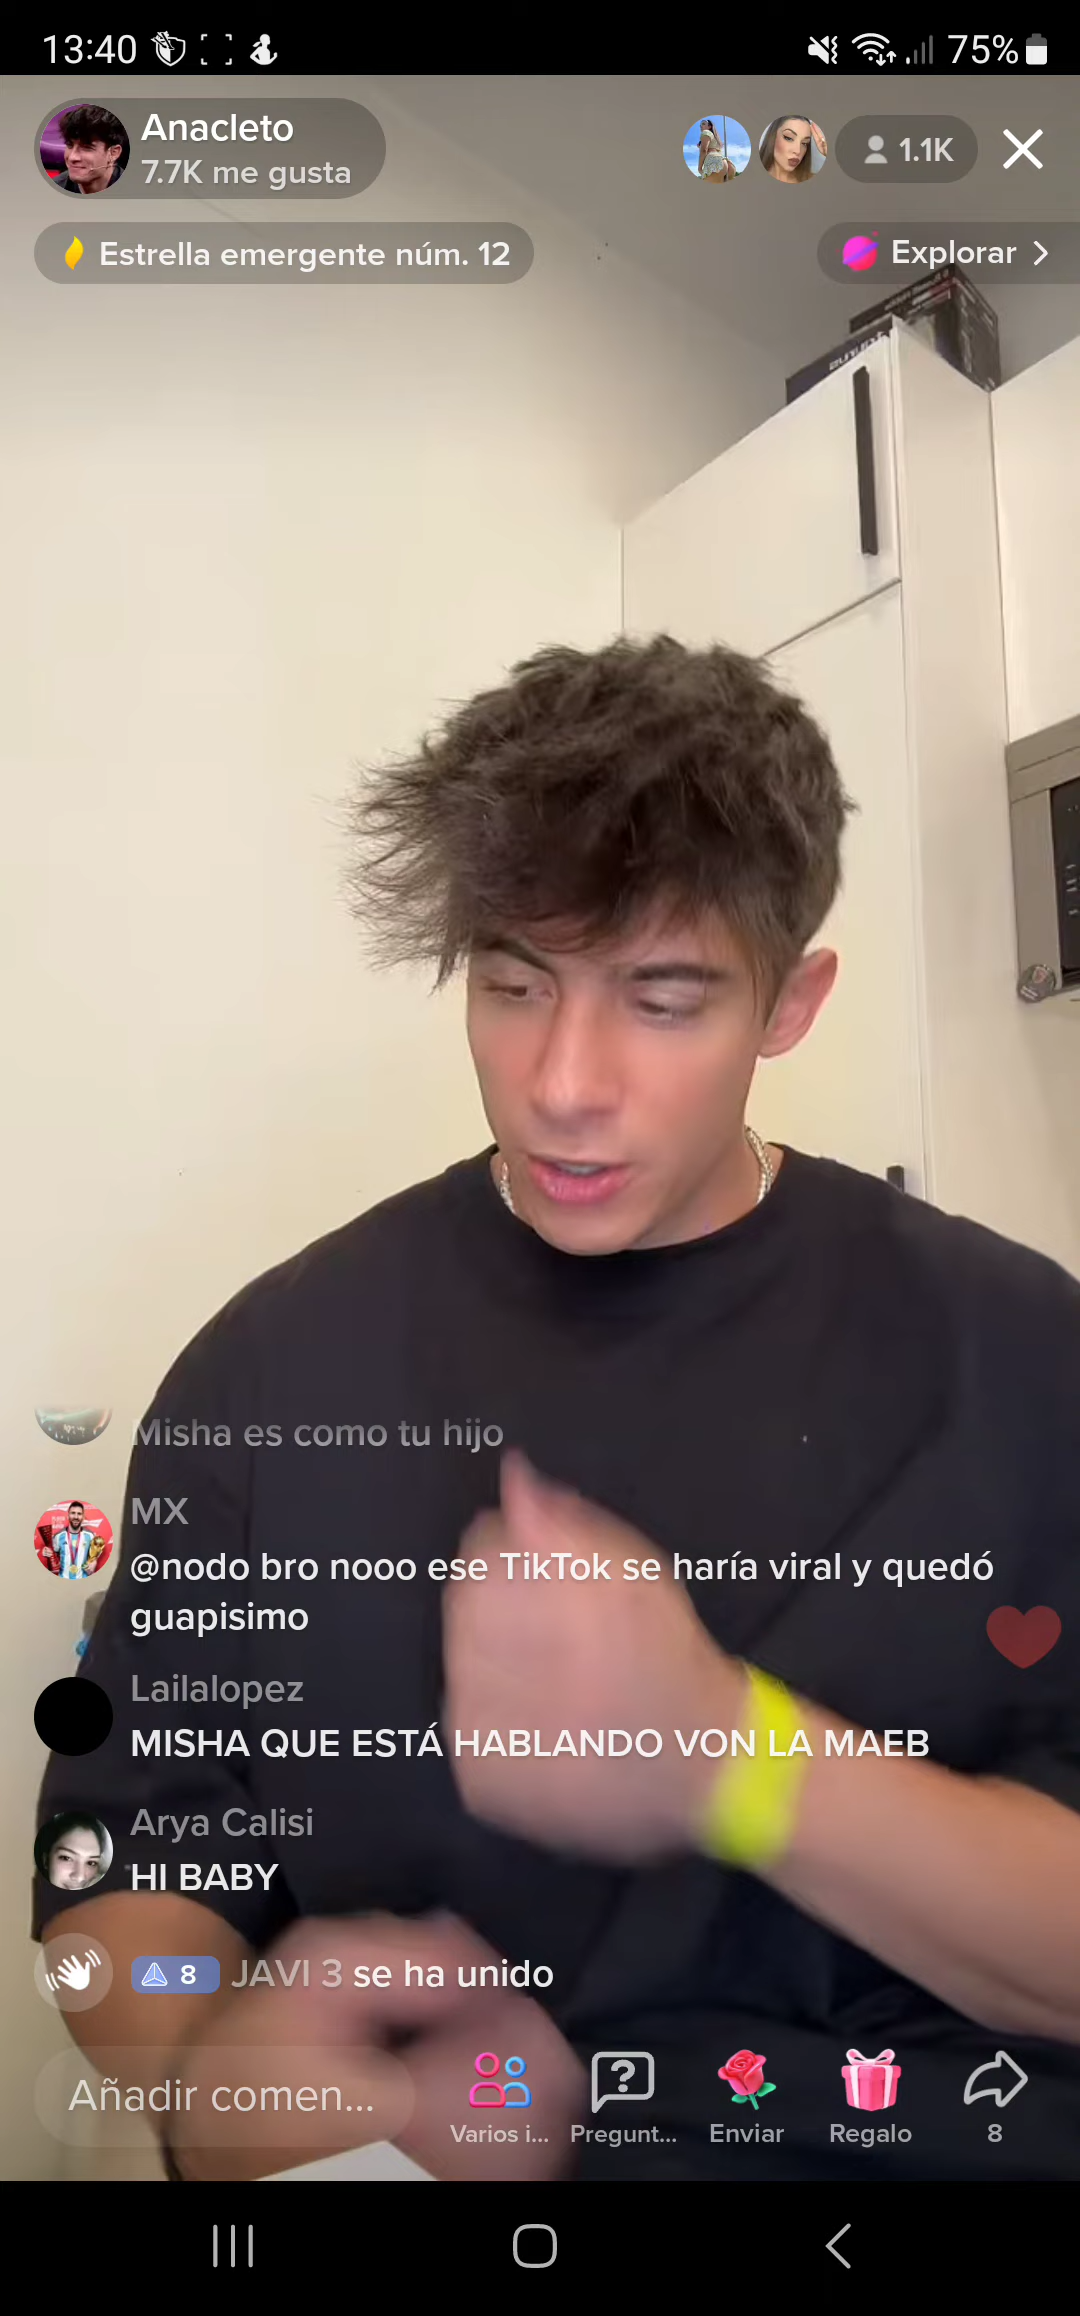 13:40
75%
Anacleto
7.7K me gusta
1.1K
Estrella emergente núm. 12
Explorar
Misha es como tu hijo
MX
@nodo bro nooo ese TikTok se haría viral y quedó
guapisimo
Lailalopez
MISHA QUE ESTÁ HABLANDO VON LA MAEB
Arya Calisi
HI BABY
8 JAVI 3 se ha unido
Añadir comen...
Varios i...
Pregunt...
Enviar
Regalo
8